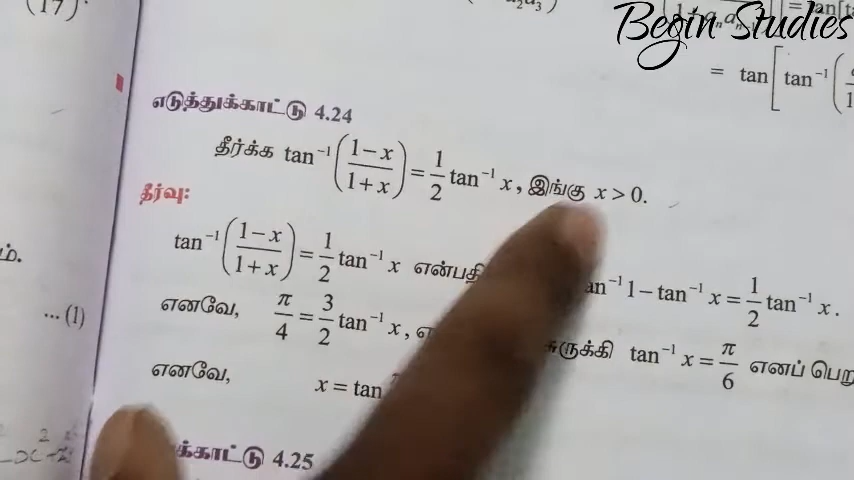 (17).
Begin Studies
= tan [ tan⁻¹ (
எடுத்துக்காட்டு 4.24
தீர்க்க tan⁻¹((1−x)/(1+x)) = 1/2 tan⁻¹ x, இங்கு x > 0.
தீர்வு:
tan⁻¹((1−x)/(1+x)) = 1/2 tan⁻¹ x என்பதி an⁻¹ 1 − tan⁻¹ x = 1/2 tan⁻¹ x.
... (1)
எனவே, π/4 = 3/2 tan⁻¹ x, சுருக்கி tan⁻¹ x = π/6 எனப் பெறு
எனவே, x = tan
க்காட்டு 4.25